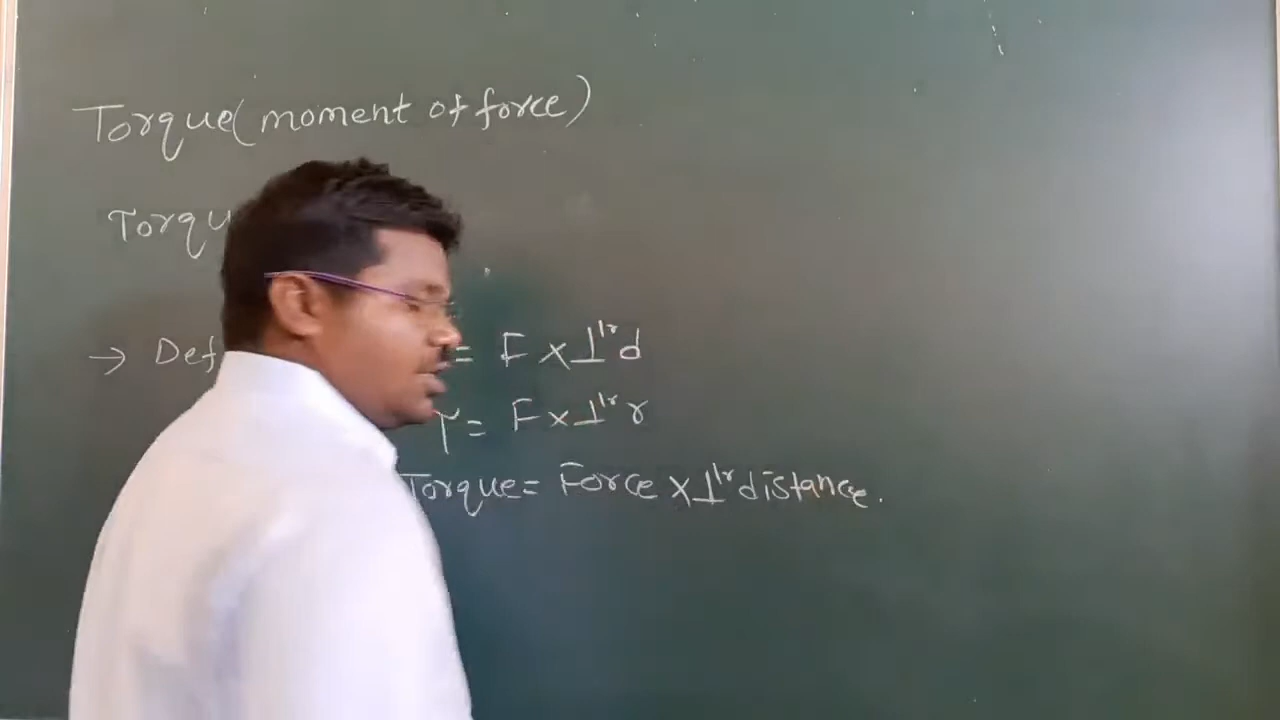 Torque(moment of force)
Torqu
→ Def = F x ⊥lr d
τ = F x ⊥lr r
Torque = Force x ⊥lr distance.